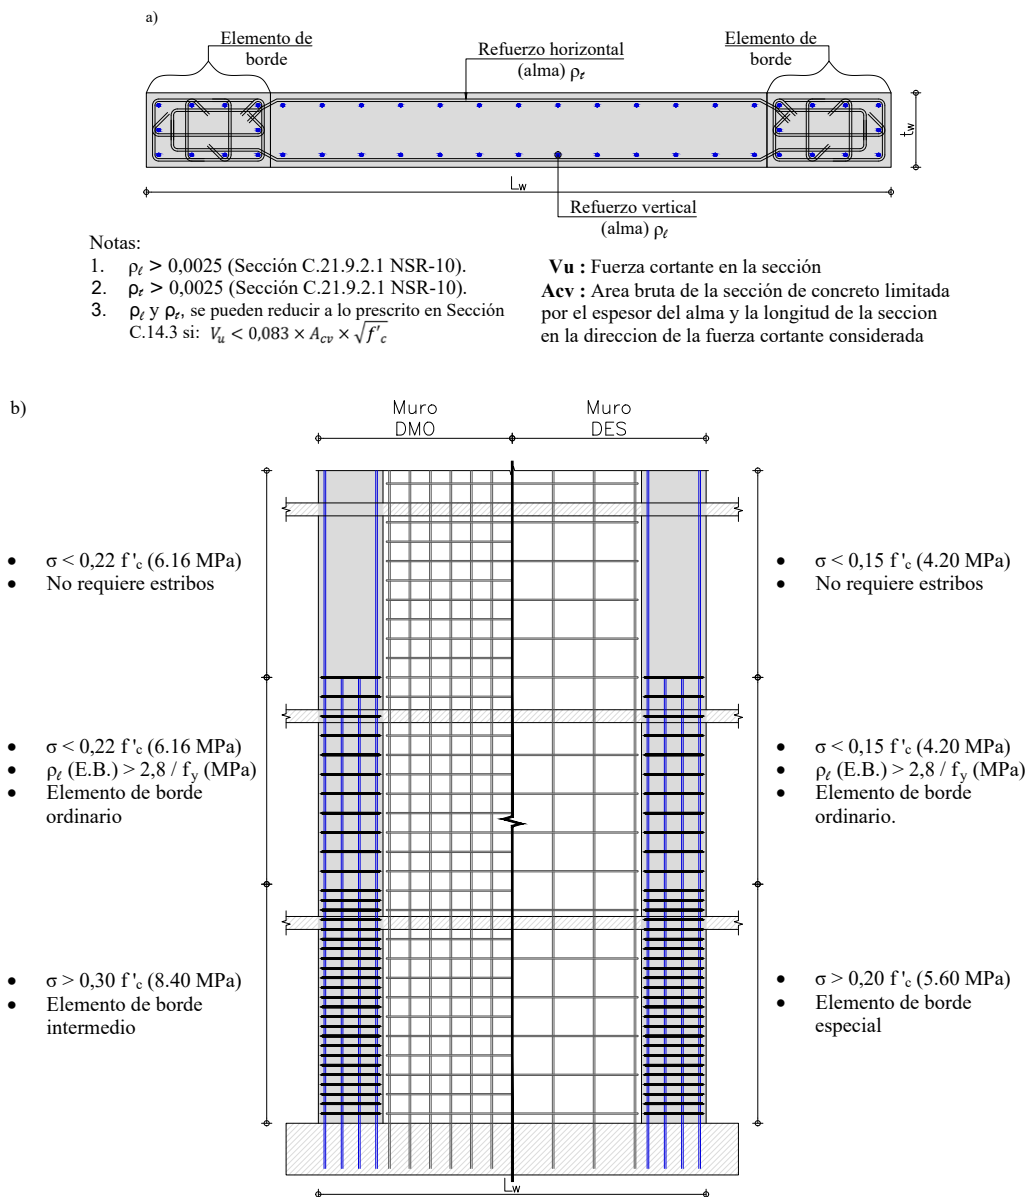 a)
Elemento de
borde
Refuerzo horizontal
(alma) ρₜ
Elemento de
borde
tw
Lw
Refuerzo vertical
(alma) ρℓ
Notas:
1. ρℓ > 0,0025 (Sección C.21.9.2.1 NSR-10).
2. ρₜ > 0,0025 (Sección C.21.9.2.1 NSR-10).
3. ρℓ y ρₜ, se pueden reducir a lo prescrito en Sección
C.14.3 si: Vu < 0,083 × Acv × √f'c
Vu : Fuerza cortante en la sección
Acv : Area bruta de la sección de concreto limitada
por el espesor del alma y la longitud de la seccion
en la direccion de la fuerza cortante considerada
b)
Muro
DMO
Muro
DES
• σ < 0,22 f 'c (6.16 MPa)
• No requiere estribos
• σ < 0,15 f 'c (4.20 MPa)
• No requiere estribos
• σ < 0,22 f 'c (6.16 MPa)
• ρℓ (E.B.) > 2,8 / fy (MPa)
• Elemento de borde
ordinario
• σ < 0,15 f 'c (4.20 MPa)
• ρℓ (E.B.) > 2,8 / fy (MPa)
• Elemento de borde
ordinario.
• σ > 0,30 f 'c (8.40 MPa)
• Elemento de borde
intermedio
• σ > 0,20 f 'c (5.60 MPa)
• Elemento de borde
especial
Lw